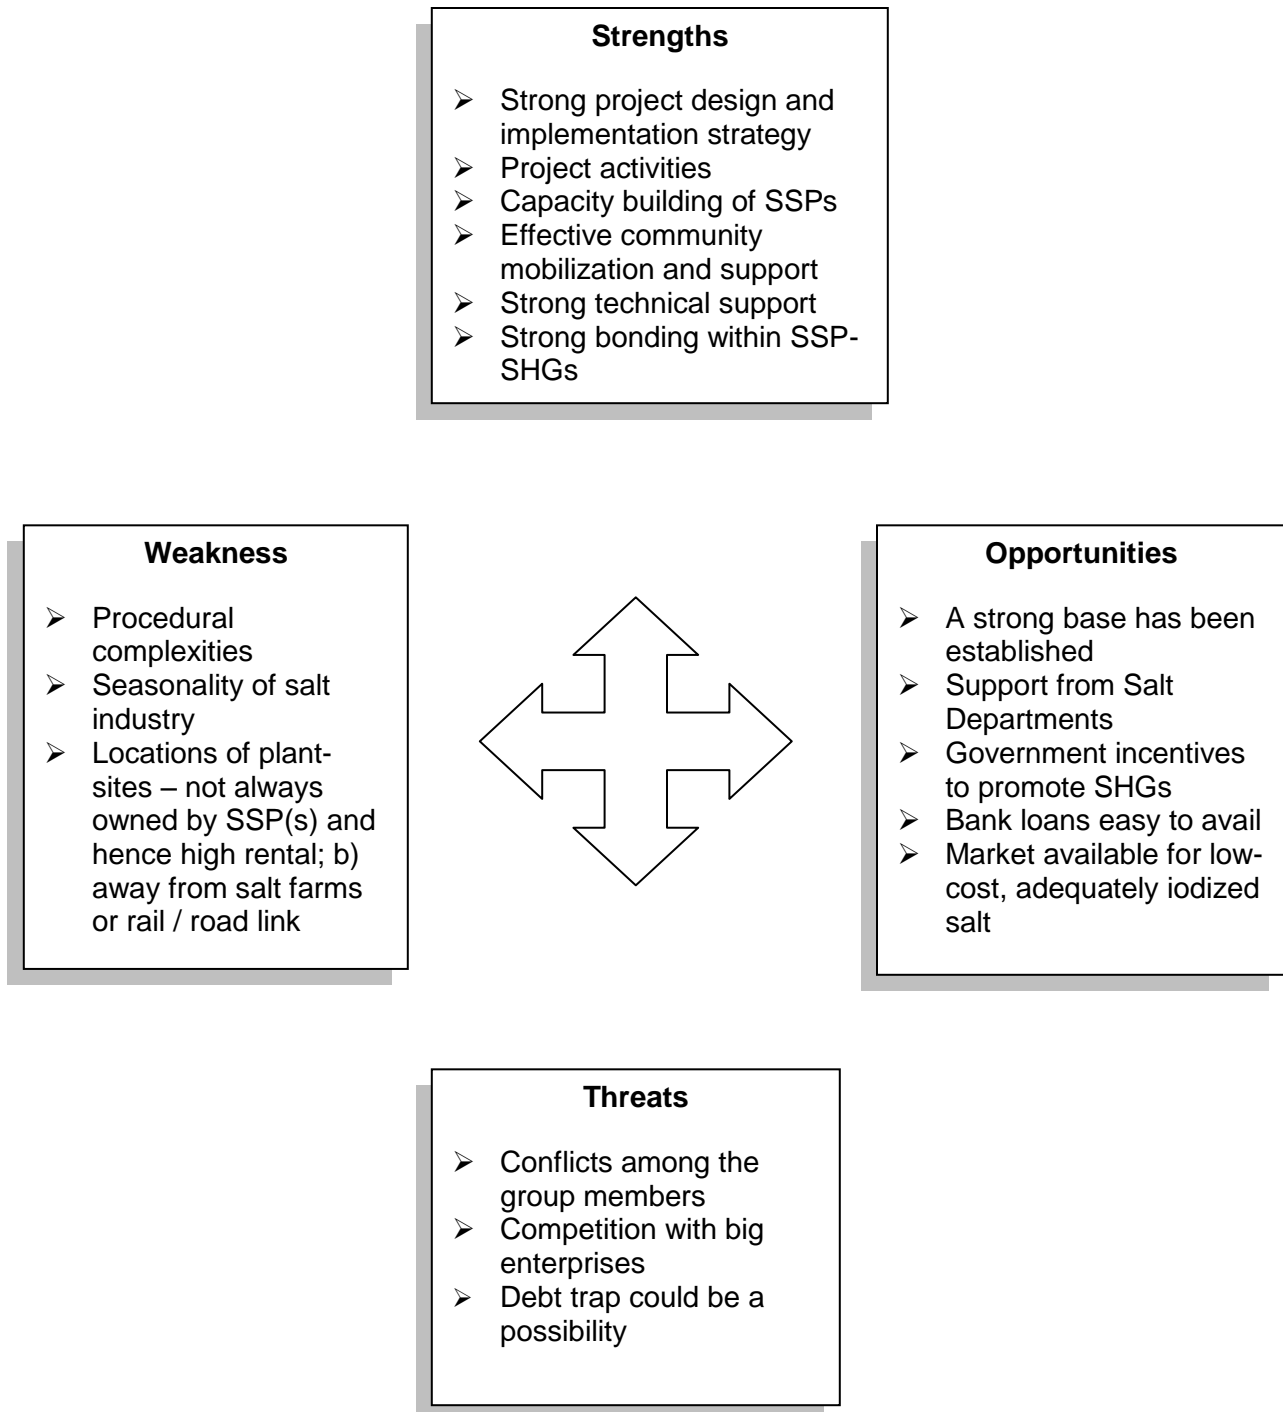 Strengths
➢ Strong project design and
implementation strategy
➢ Project activities
➢ Capacity building of SSPs
➢ Effective community
mobilization and support
➢ Strong technical support
➢ Strong bonding within SSP-
SHGs
Weakness
➢ Procedural
complexities
➢ Seasonality of salt
industry
➢ Locations of plant-
sites – not always
owned by SSP(s) and
hence high rental; b)
away from salt farms
or rail / road link
Opportunities
➢ A strong base has been
established
➢ Support from Salt
Departments
➢ Government incentives
to promote SHGs
➢ Bank loans easy to avail
➢ Market available for low-
cost, adequately iodized
salt
Threats
➢ Conflicts among the
group members
➢ Competition with big
enterprises
➢ Debt trap could be a
possibility